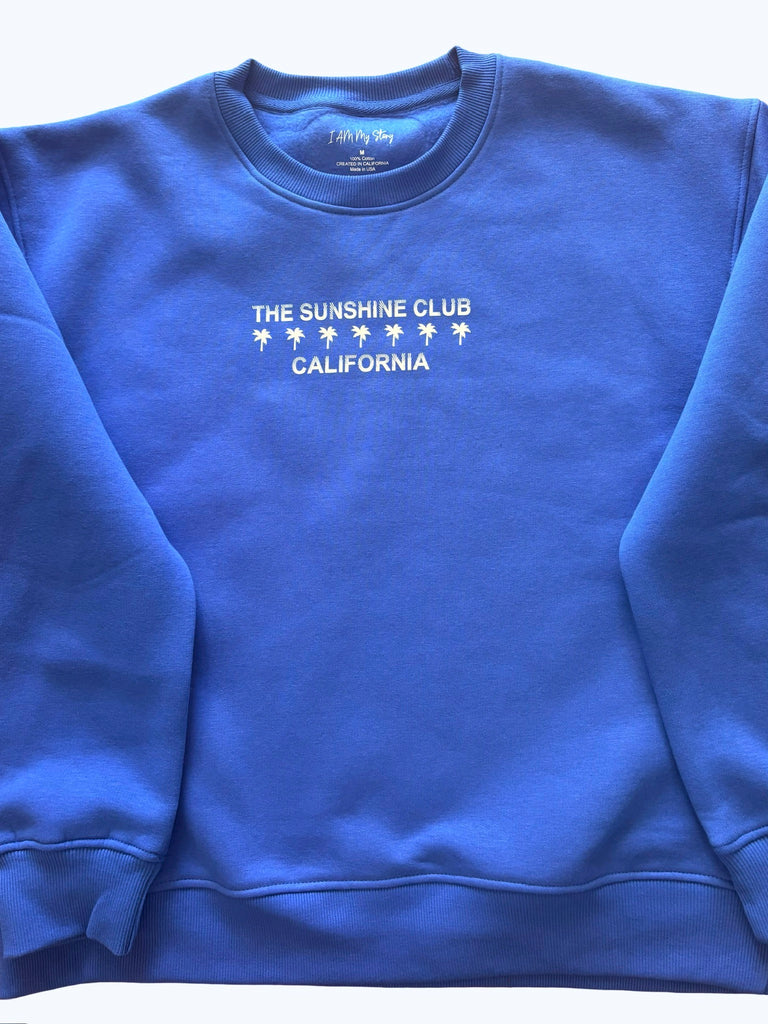 I AM My Story
M
100% Cotton
CREATED IN CALIFORNIA
Made in USA
THE SUNSHINE CLUB
CALIFORNIA